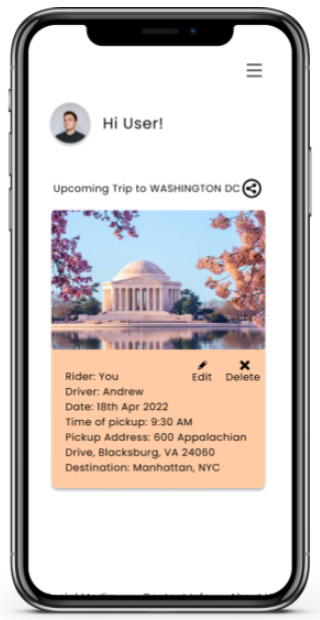 Hi User!
Upcoming Trip to WASHINGTON DC
Edit Delete
Rider: You
Driver: Andrew
Date: 18th Apr 2022
Time of pickup: 9:30 AM
Pickup Address: 600 Appalachian
Drive, Blacksburg, VA 24060
Destination: Manhattan, NYC